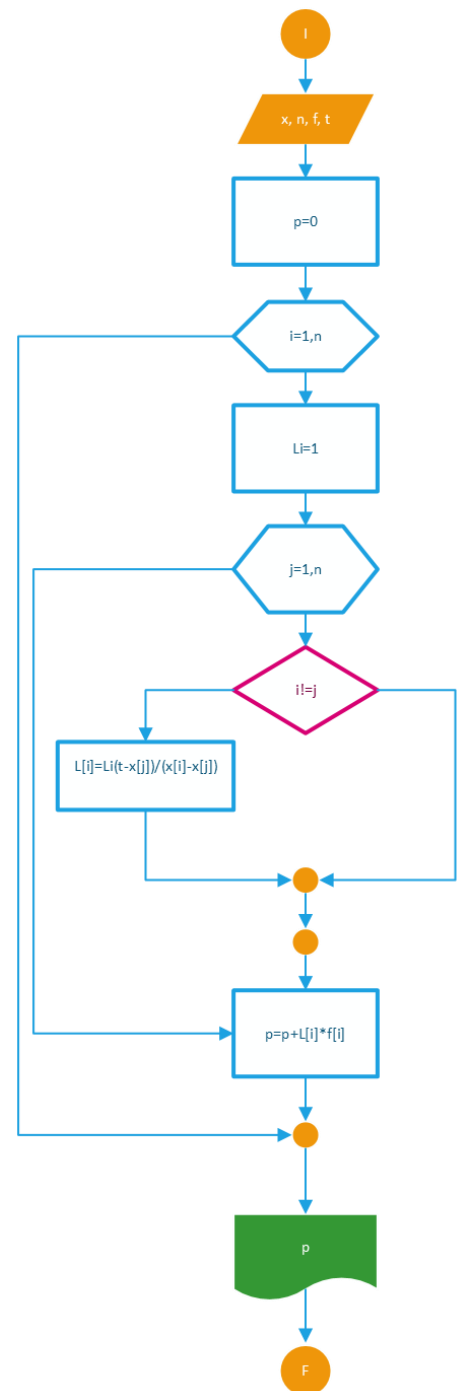 I
x, n, f, t
p=0
i=1,n
Li=1
j=1,n
i!=j
L[i]=Li(t-x[j])/(x[i]-x[j])
p=p+L[i]*f[i]
p
F